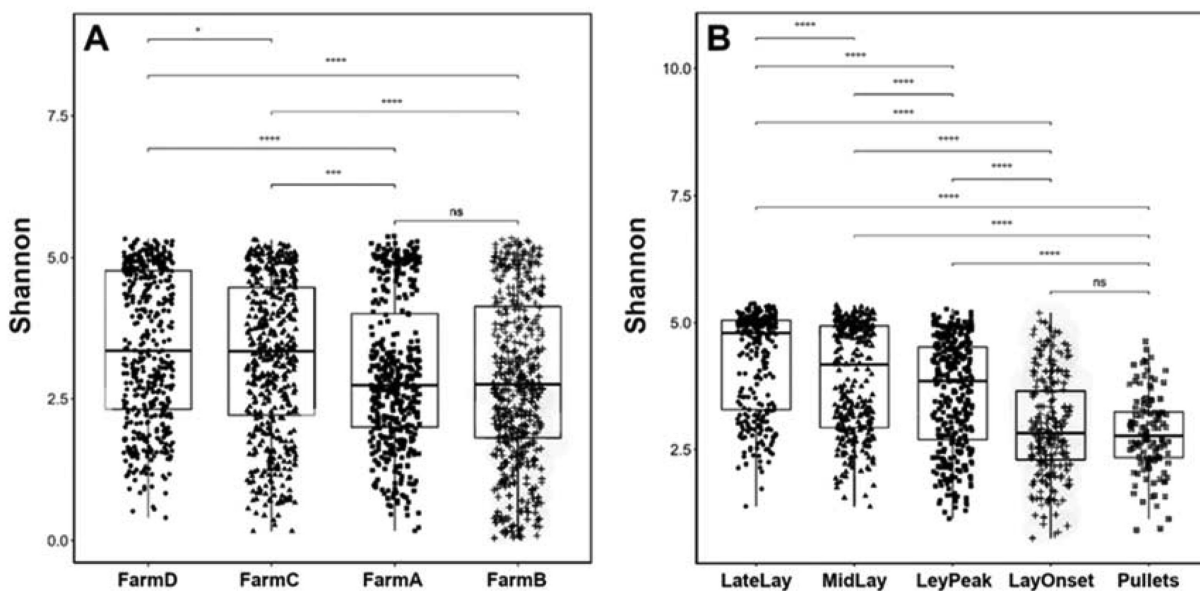 A
*
****
****
****
***
ns
7.5
5.0
2.5
0.0
Shannon
FarmD FarmC FarmA FarmB
B
****
****
****
****
****
****
****
****
****
ns
10.0
7.5
5.0
2.5
Shannon
LateLay MidLay LeyPeak LayOnset Pullets